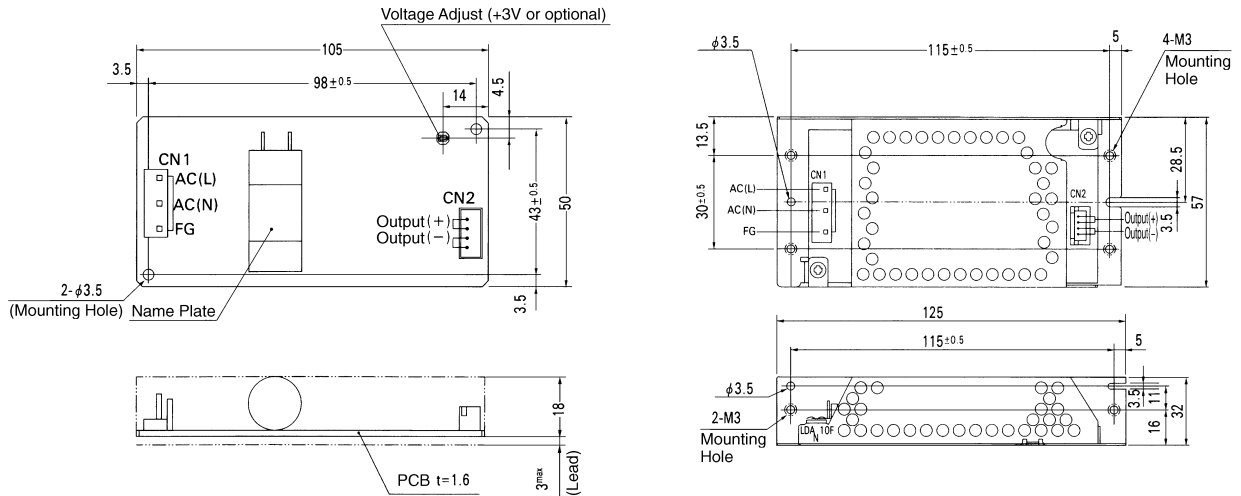 Voltage Adjust (+3V or optional)
105
3.5
98±0.5
14
4.5
CN1
AC(L)
AC(N)
FG
CN2
Output(+)
Output(−)
43±0.5
50
3.5
2-φ3.5
(Mounting Hole)
Name Plate
18
PCB t=1.6
3max
(Lead)
φ3.5
115±0.5
5
4-M3
Mounting
Hole
13.5
30±0.5
CN1
AC(L)
AC(N)
FG
CN2
Output(+)
Output(−)
28.5
3.5
57
125
115±0.5
5
φ3.5
2-M3
Mounting
Hole
LDA 10F
N
3.5
11
16
32